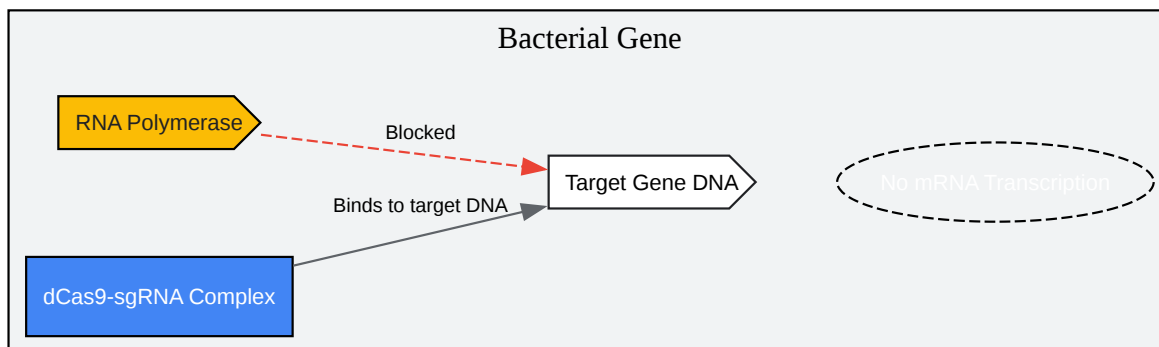 Bacterial Gene
RNA Polymerase
Blocked
Target Gene DNA
No mRNA Transcription
Binds to target DNA
dCas9-sgRNA Complex